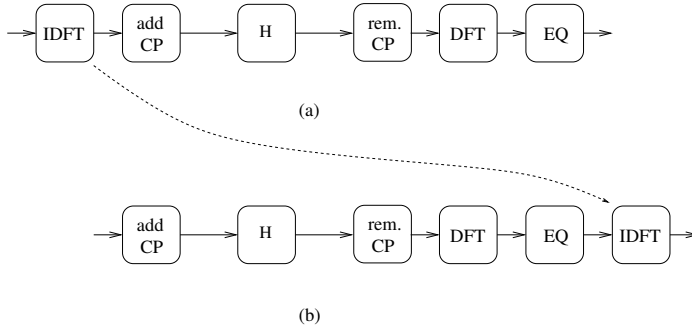 IDFT
add
CP
H
rem.
CP
DFT
EQ
(a)
add
CP
H
rem.
CP
DFT
EQ
IDFT
(b)